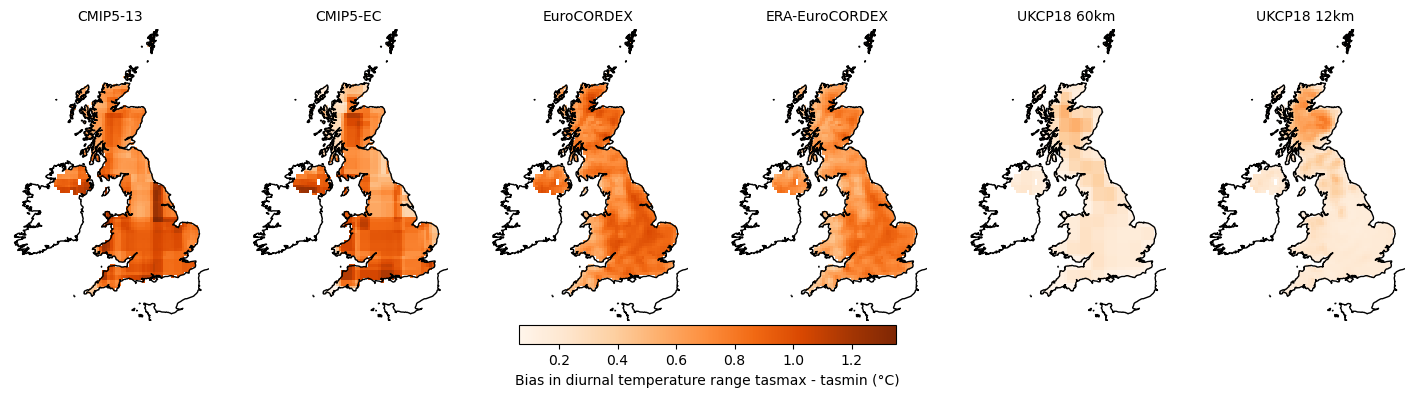 CMIP5-13
CMIP5-EC
EuroCORDEX
ERA-EuroCORDEX
UKCP18 60km
UKCP18 12km
0.2
0.4
0.6
0.8
1.0
1.2
Bias in diurnal temperature range tasmax - tasmin (°C)